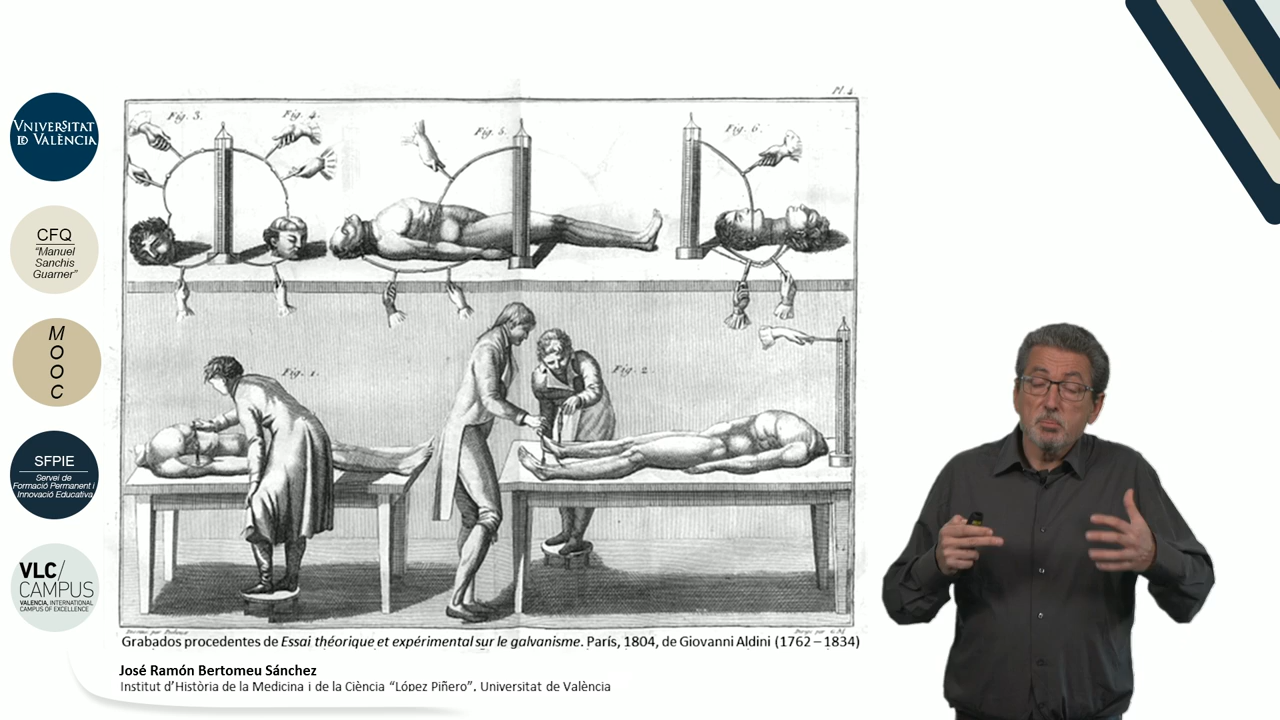 VNIVERSITAT
ID VALÈNCIA
CFQ
“Manuel
Sanchis
Guarner”
M
O
O
C
SFPIE
Servei de
Formació Permanent i
Innovació Educativa
VLC/
CAMPUS
VALENCIA, INTERNATIONAL
CAMPUS OF EXCELLENCE
Pl. 4.
Fig. 3.
Fig. 4.
Fig. 5.
Fig. 6.
Fig. 1.
Fig. 2.
Grabados procedentes de Essai théorique et expérimental sur le galvanisme. París, 1804, de Giovanni Aldini (1762 – 1834)
José Ramón Bertomeu Sánchez
Institut d’Història de la Medicina i de la Ciència “López Piñero”. Universitat de València